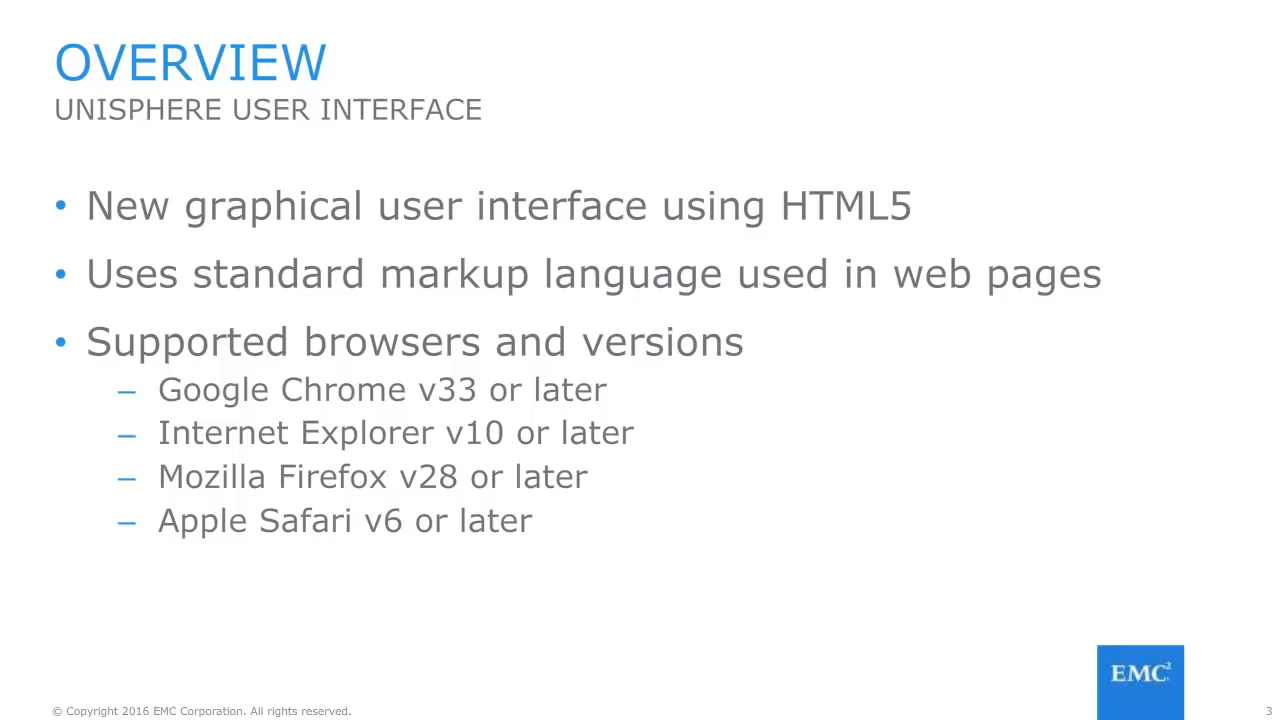 OVERVIEW
UNISPHERE USER INTERFACE
• New graphical user interface using HTML5
• Uses standard markup language used in web pages
• Supported browsers and versions
– Google Chrome v33 or later
– Internet Explorer v10 or later
– Mozilla Firefox v28 or later
– Apple Safari v6 or later
EMC²
© Copyright 2016 EMC Corporation. All rights reserved.
3